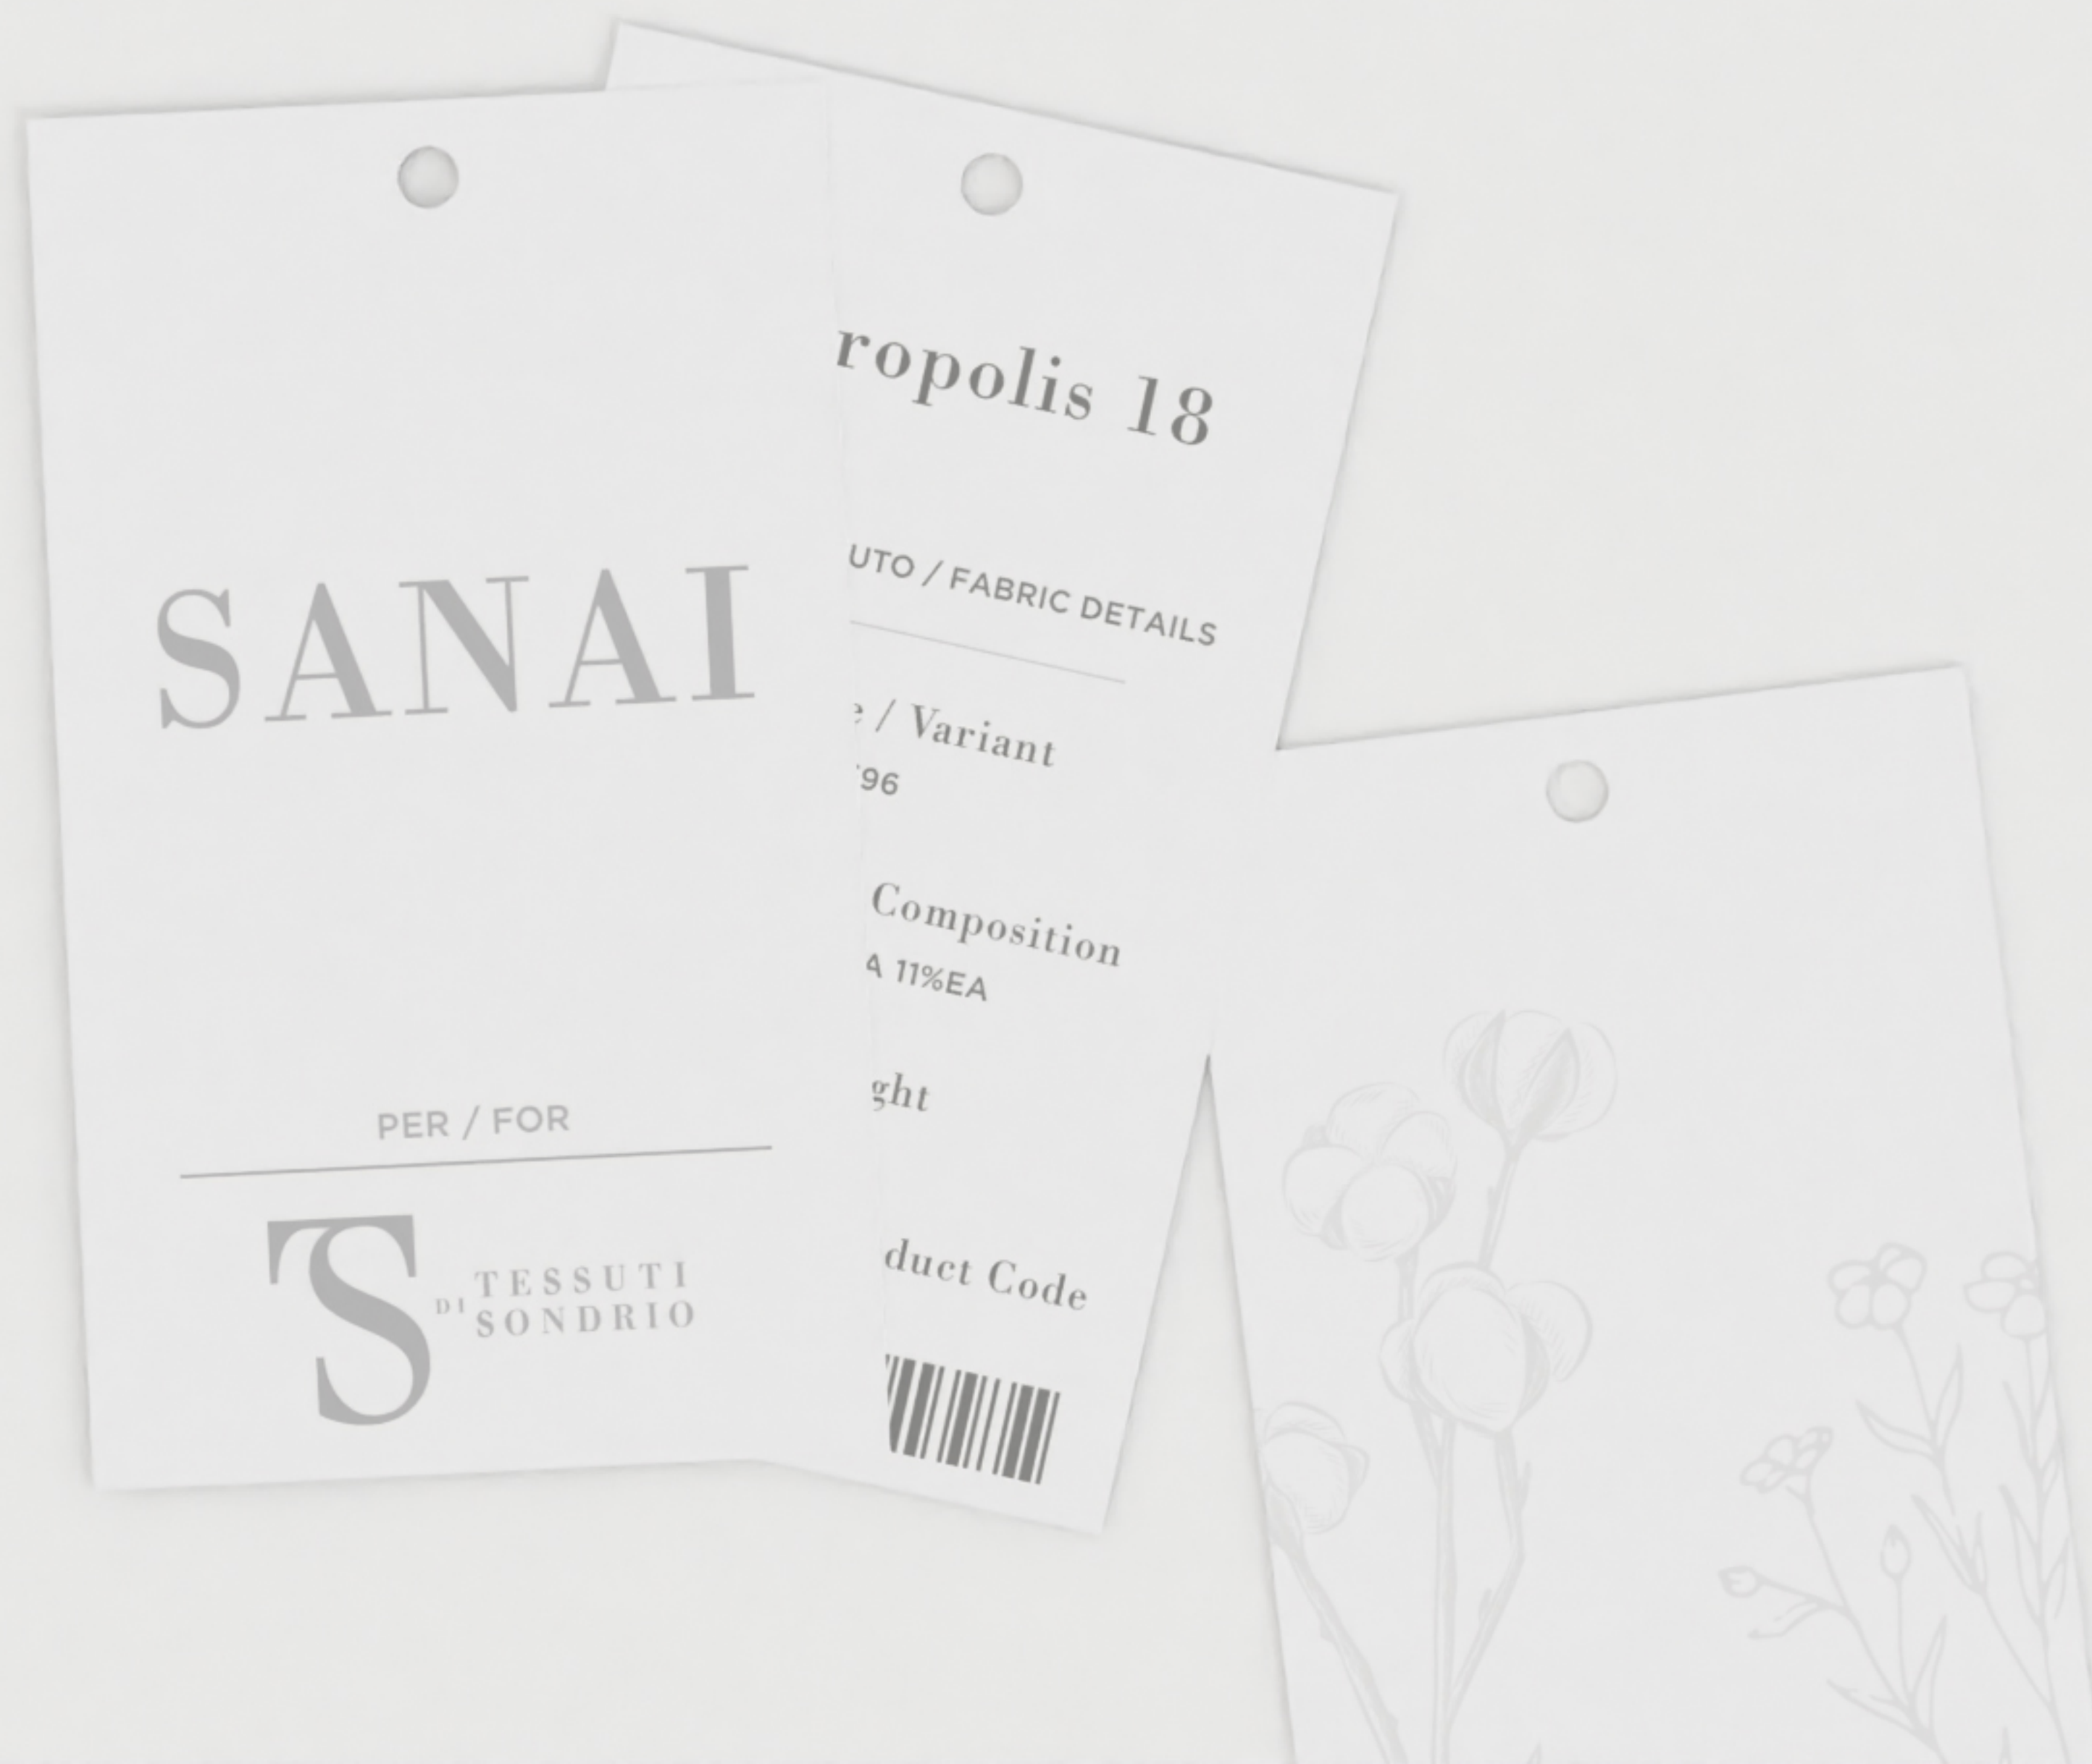 SANAI
PER / FOR
TS
DI
TESSUTI
SONDRIO
ropolis 18
UTO / FABRIC DETAILS
/ Variant
96
Composition
11%EA
ght
duct Code